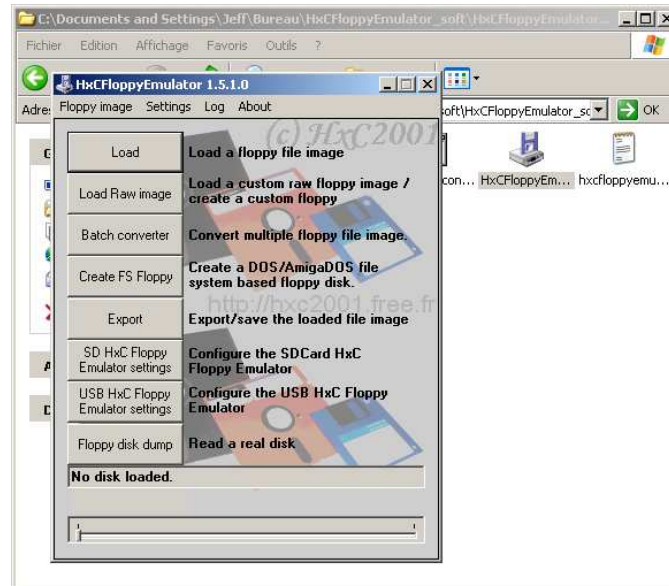 C:\Documents and Settings\Jeff\Bureau\HxCFloppyEmulator_soft\HxCFloppyEmulator...
Fichier Edition Affichage Favoris Outils ?
HxCFloppyEmulator 1.5.1.0
Adre:
soft\HxCFloppyEmulator_sc
OK
Floppy image Settings Log About
(c) HxC2001
Load
Load a floppy file image
Load Raw image
Load a custom raw floppy image /
create a custom floppy
con...
HxCFloppyEm...
hxcfloppyemu...
Batch converter
Convert multiple floppy file image.
Create FS Floppy
Create a DOS/AmigaDOS file
system based floppy disk.
http://hxc2001.free.fr
Export
Export/save the loaded file image
SD HxC Floppy
Emulator settings
Configure the SDCard HxC
Floppy Emulator
USB HxC Floppy
Emulator settings
Configure the USB HxC Floppy
Emulator
Floppy disk dump
Read a real disk
No disk loaded.